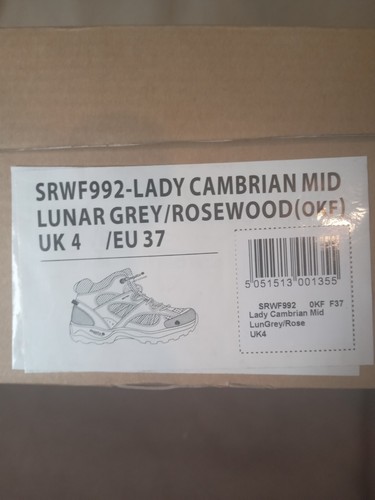 SRWF992-LADY CAMBRIAN MID
LUNAR GREY/ROSEWOOD(OKF)
UK 4 /EU 37
5 051513 001355
SRWF992 0KF F37
Lady Cambrian Mid
LunGrey/Rose
UK4